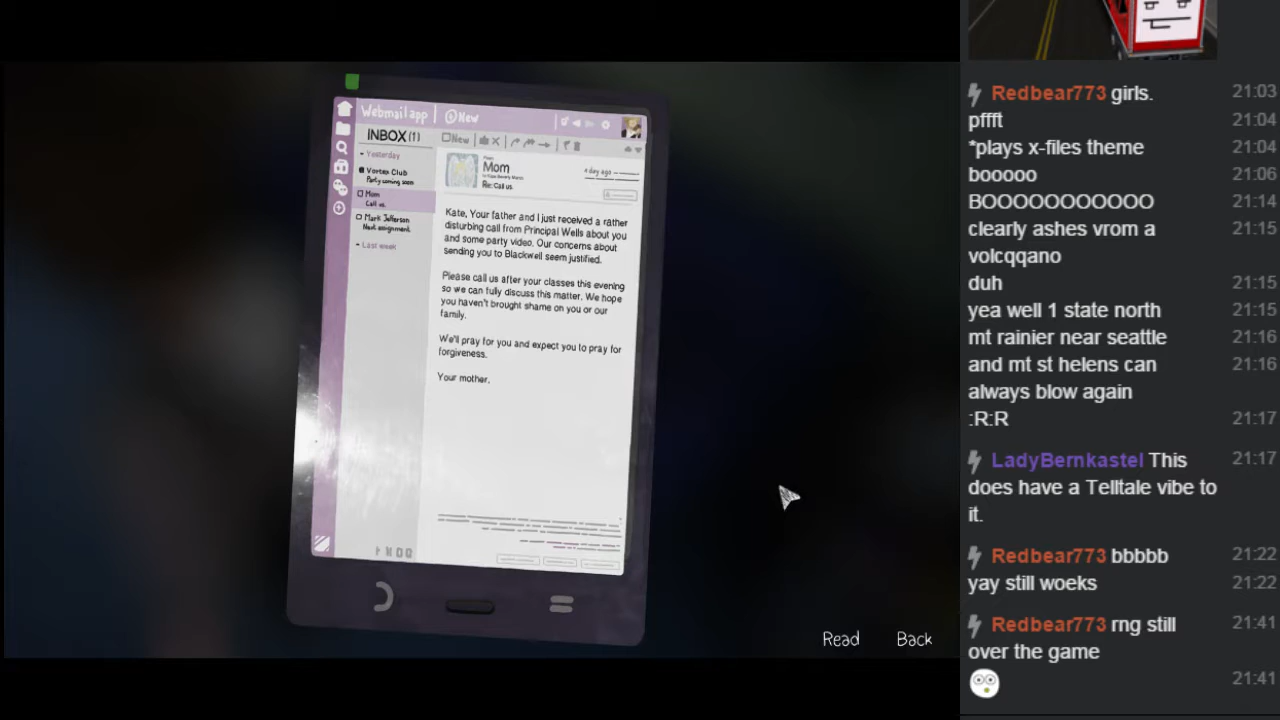 Webmail app
New
INBOX (1)
Yesterday
Vortex Club
Party coming soon
Mom
Call us.
Mark Jefferson
Next assignment
Last week
New
Mom
Re: Call us.
a day ago
Kate, Your father and I just received a rather
disturbing call from Principal Wells about you
and some party video. Our concerns about
sending you to Blackwell seem justified.
Please call us after your classes this evening
so we can fully discuss this matter. We hope
you haven't brought shame on you or our
family.
We'll pray for you and expect you to pray for
forgiveness.
Your mother.
Read Back
Redbear773 girls. 21:03
pffft 21:04
*plays x-files theme 21:04
booooo 21:06
BOOOOOOOOOOO 21:14
clearly ashes vrom a 21:15
volcqqano
duh 21:15
yea well 1 state north 21:15
mt rainier near seattle 21:16
and mt st helens can 21:16
always blow again
:R:R 21:17
LadyBernkastel This 21:17
does have a Telltale vibe to
it.
Redbear773 bbbbb 21:22
yay still woeks 21:22
Redbear773 rng still 21:41
over the game
21:41